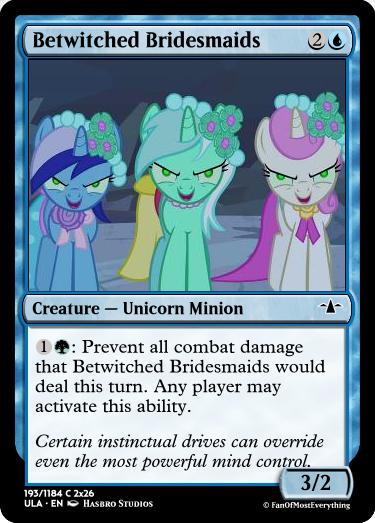 Betwitched Bridesmaids 2
Creature — Unicorn Minion
1 : Prevent all combat damage
that Betwitched Bridesmaids would
deal this turn. Any player may
activate this ability.
Certain instinctual drives can override
even the most powerful mind control.
3/2
193/1184 C 2x26
ULA • EN Hasbro Studios
© FanOfMostEverything